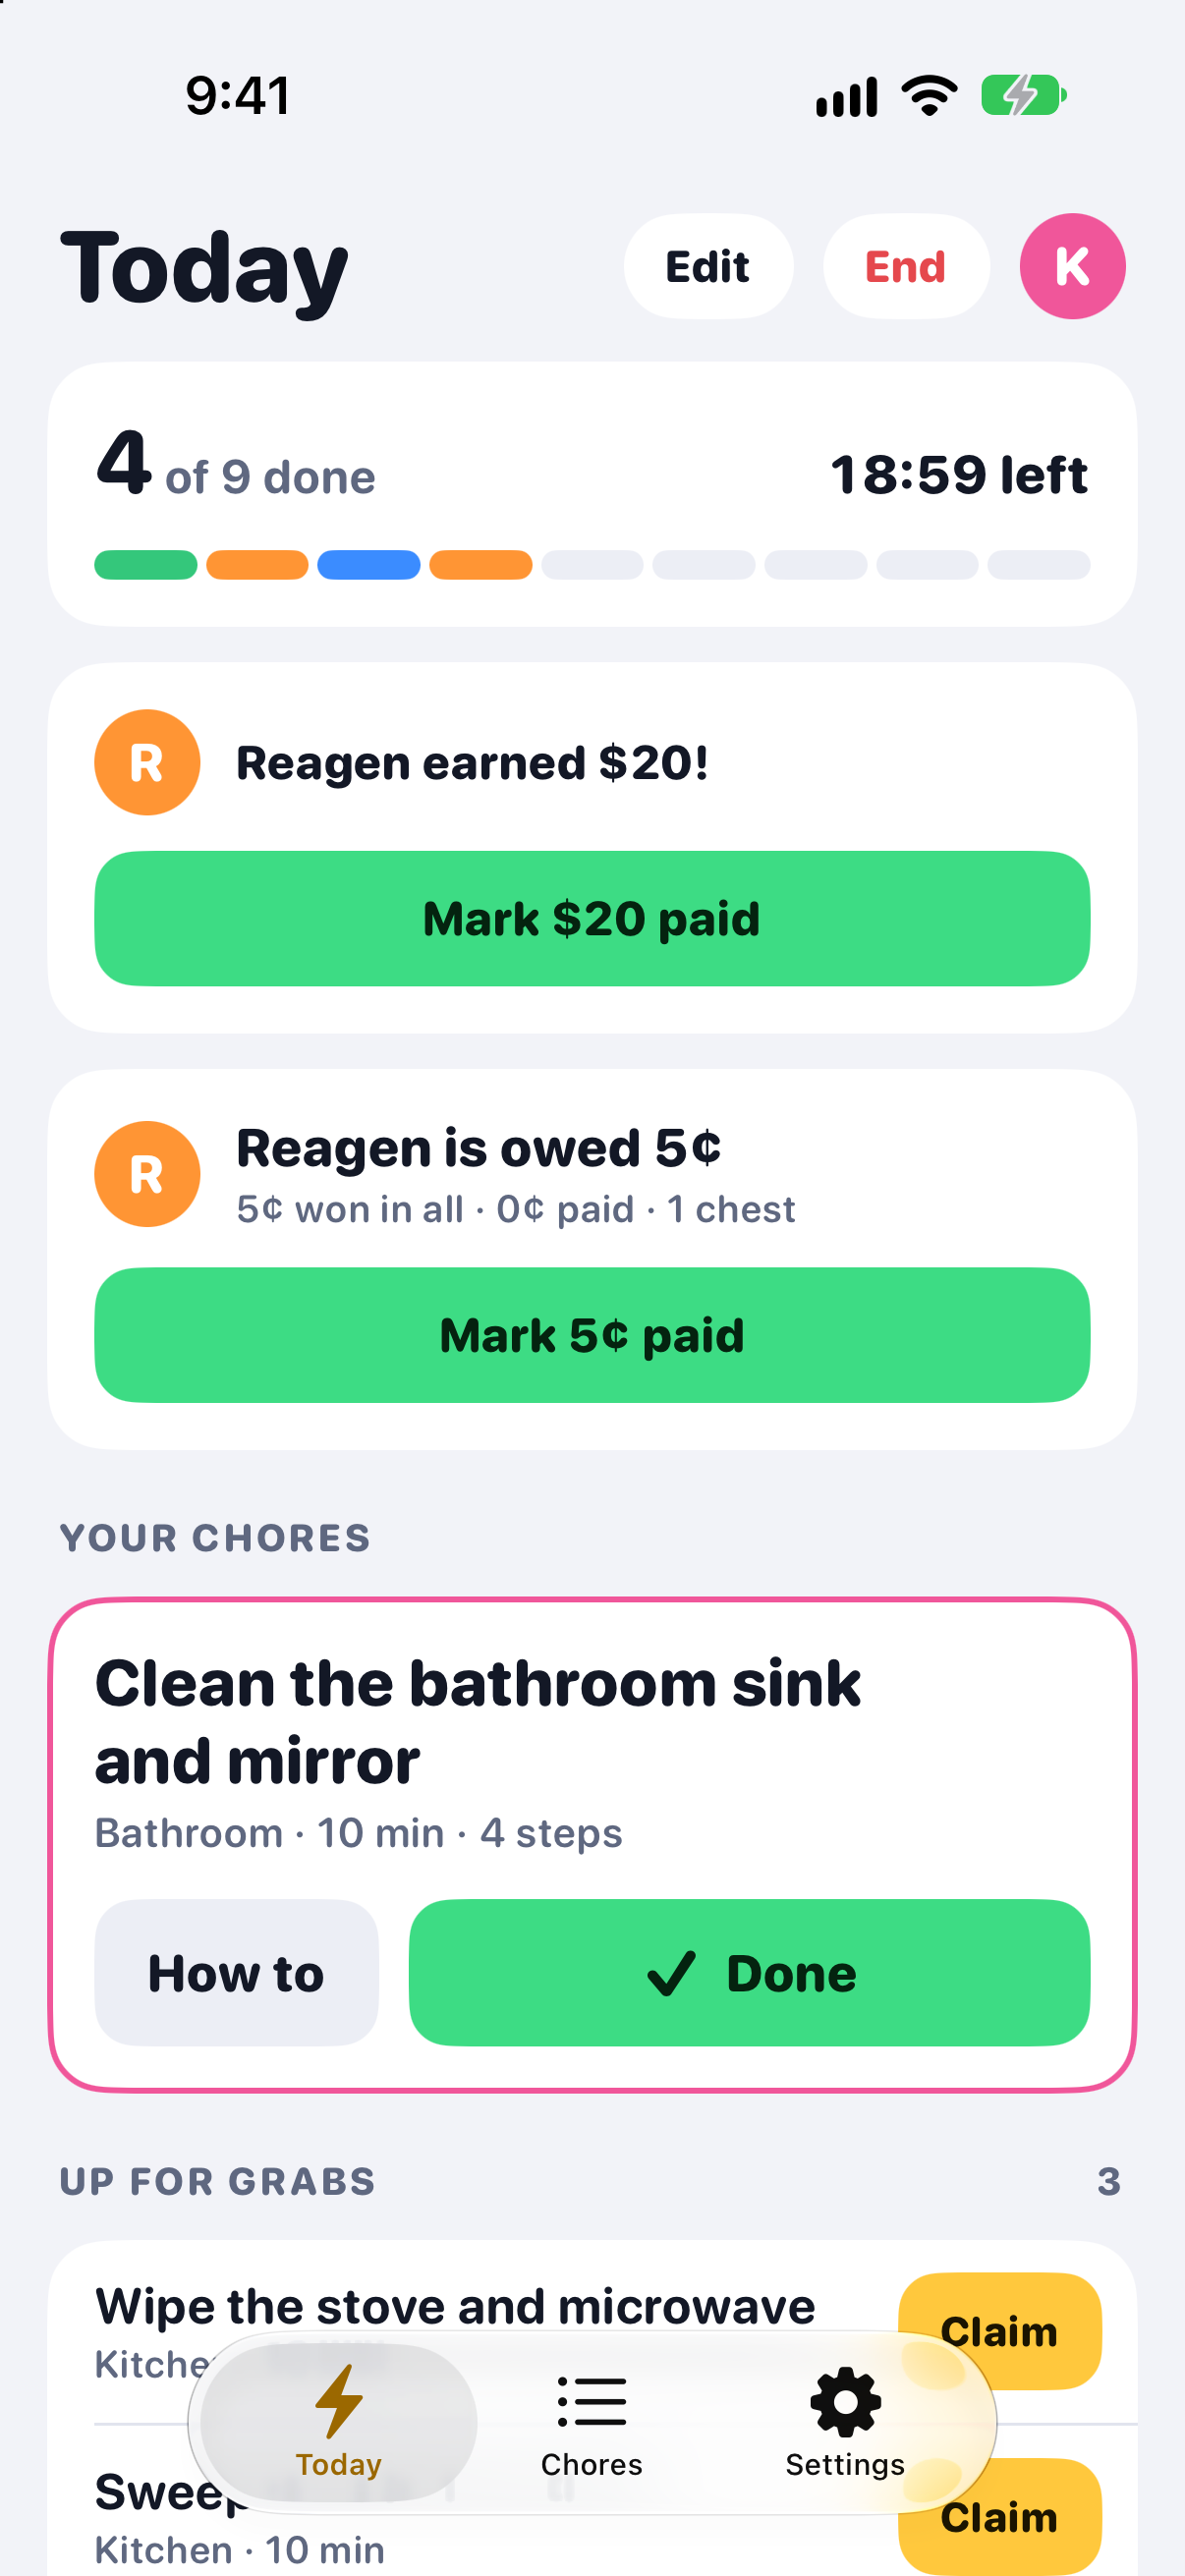 9:41
Today
Edit
End
K
4 of 9 done
18:59 left
R
Reagen earned $20!
Mark $20 paid
R
Reagen is owed 5¢
5¢ won in all · 0¢ paid · 1 chest
Mark 5¢ paid
YOUR CHORES
Clean the bathroom sink
and mirror
Bathroom · 10 min · 4 steps
How to
Done
UP FOR GRABS
3
Wipe the stove and microwave
Claim
Today
Chores
Settings
Sweep
Kitchen · 10 min
Claim